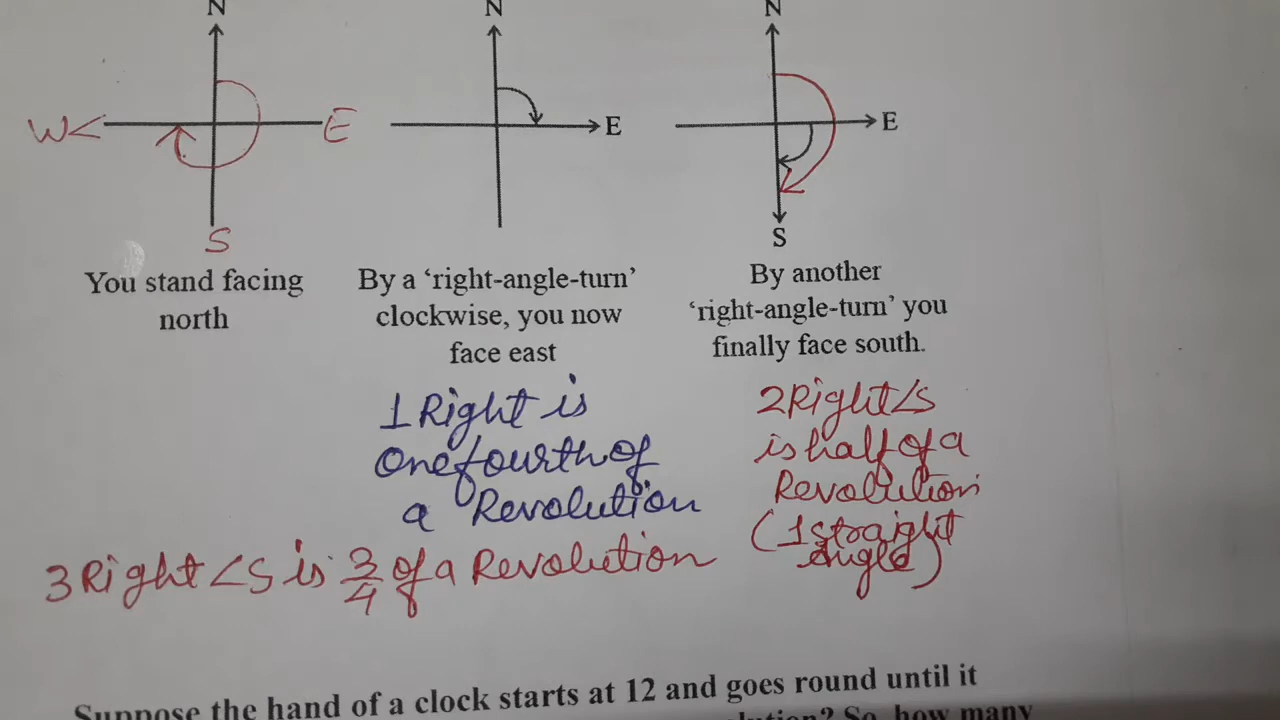 N
N
N
W
E
E
E
S
S
You stand facing
north
By a ‘right-angle-turn’
clockwise, you now
face east
By another
‘right-angle-turn’ you
finally face south.
1 Right is
one fourth of
a Revolution
2 Right ∠s
is half of a
Revolution
(1 straight
Angle)
3 Right ∠s is 3/4 of a Revolution
Suppose the hand of a clock starts at 12 and goes round until it
So, how many